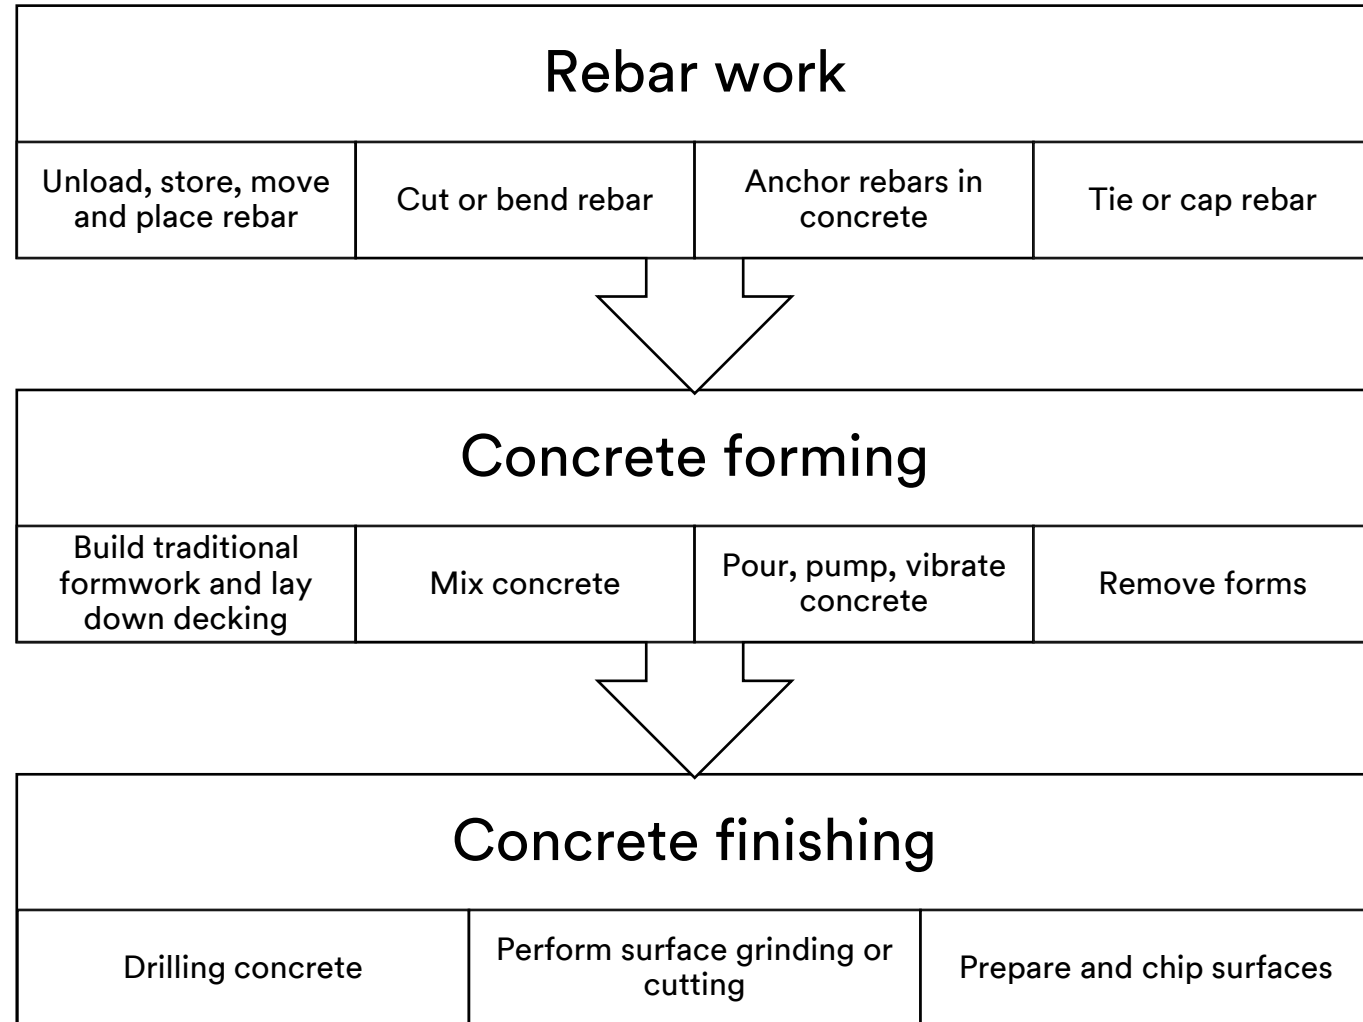 Rebar work
Unload, store, move
and place rebar
Cut or bend rebar
Anchor rebars in
concrete
Tie or cap rebar
Concrete forming
Build traditional
formwork and lay
down decking
Mix concrete
Pour, pump, vibrate
concrete
Remove forms
Concrete finishing
Drilling concrete
Perform surface grinding or
cutting
Prepare and chip surfaces